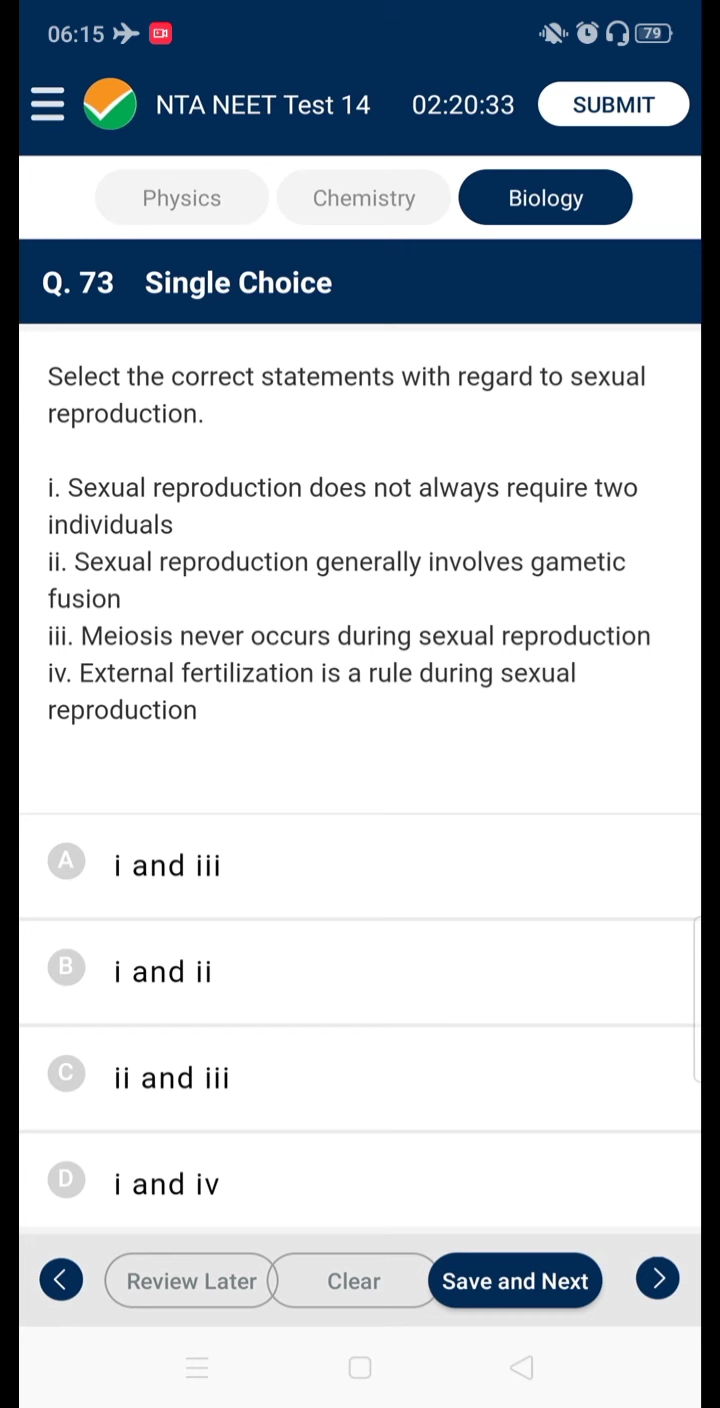 06:15
79
NTA NEET Test 14 02:20:33 SUBMIT
Physics Chemistry Biology
Q. 73 Single Choice
Select the correct statements with regard to sexual
reproduction.
i. Sexual reproduction does not always require two
individuals
ii. Sexual reproduction generally involves gametic
fusion
iii. Meiosis never occurs during sexual reproduction
iv. External fertilization is a rule during sexual
reproduction
A i and iii
B i and ii
C ii and iii
D i and iv
Review Later Clear Save and Next